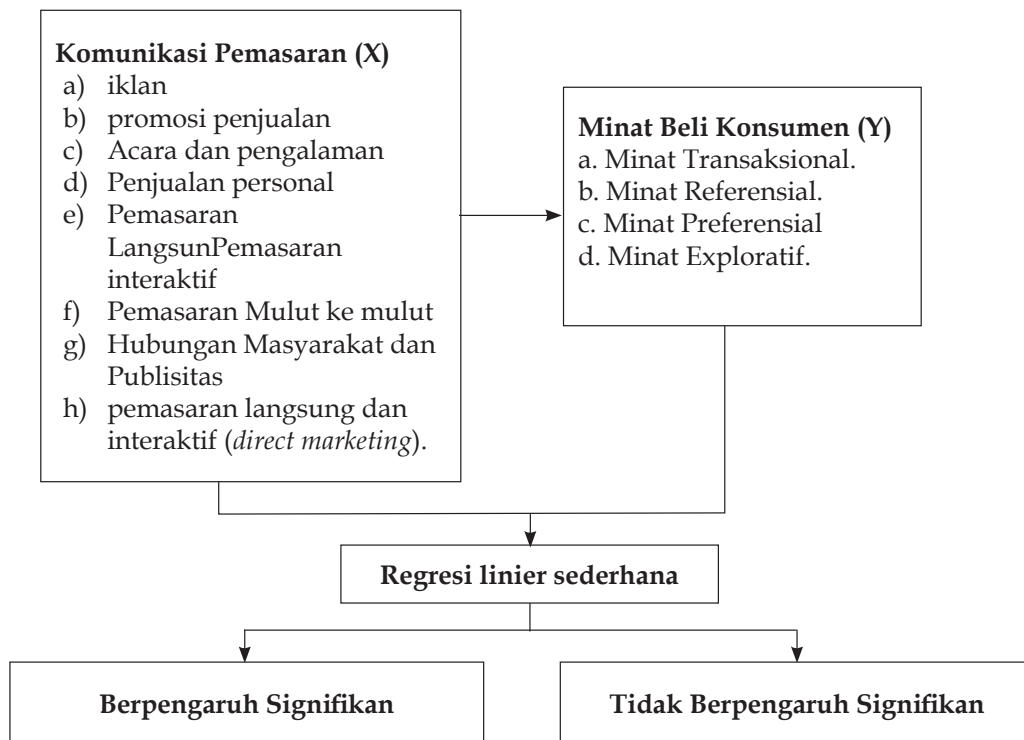 Komunikasi Pemasaran (X)
a) iklan
b) promosi penjualan
c) Acara dan pengalaman
d) Penjualan personal
e) Pemasaran
LangsunPemasaran
interaktif
f) Pemasaran Mulut ke mulut
g) Hubungan Masyarakat dan
Publisitas
h) pemasaran langsung dan
interaktif (direct marketing).
Minat Beli Konsumen (Y)
a. Minat Transaksional.
b. Minat Referensial.
c. Minat Preferensial
d. Minat Exploratif.
Regresi linier sederhana
Berpengaruh Signifikan
Tidak Berpengaruh Signifikan